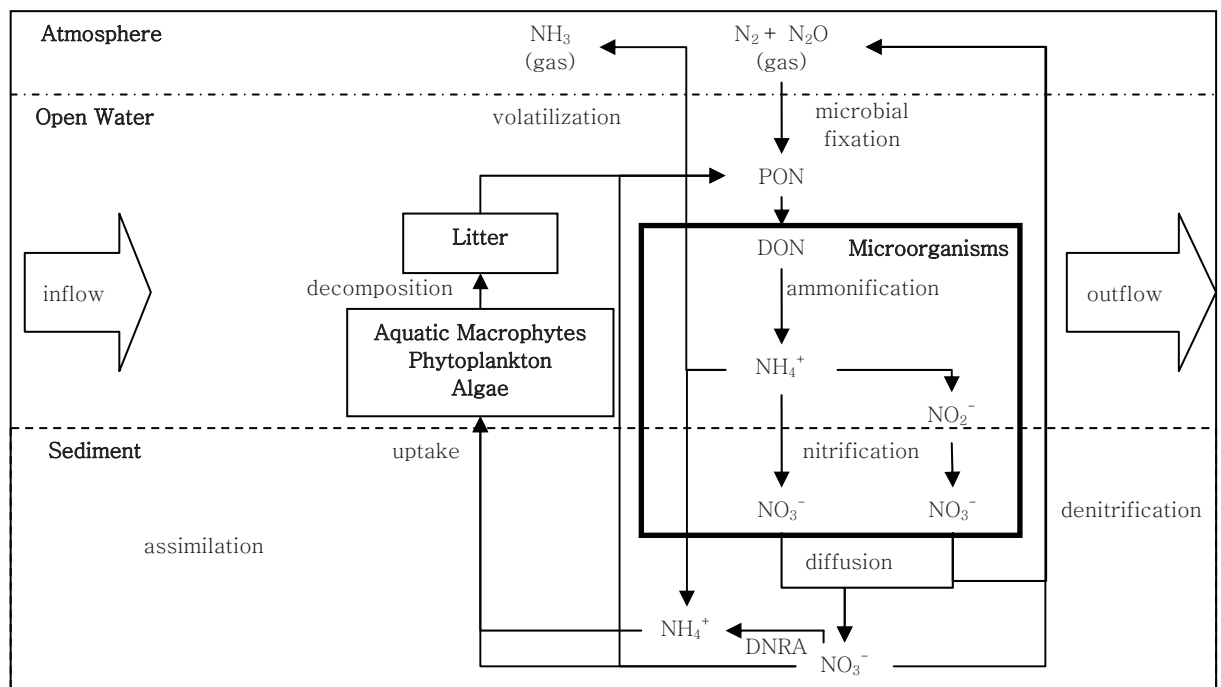 Atmosphere
NH₃
(gas)
N₂ + N₂O
(gas)
Open Water
volatilization
microbial
fixation
PON
Litter
DON
Microorganisms
inflow
decomposition
ammonification
outflow
Aquatic Macrophytes
Phytoplankton
Algae
NH₄⁺
NO₂⁻
Sediment
uptake
nitrification
NO₃⁻
NO₃⁻
denitrification
assimilation
diffusion
NH₄⁺
DNRA
NO₃⁻